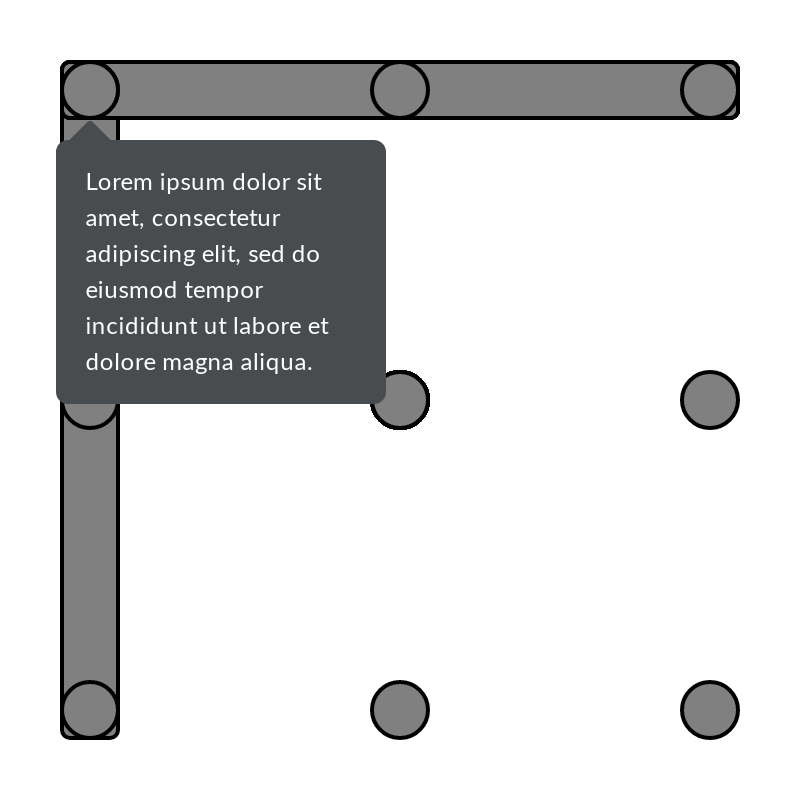 Lorem ipsum dolor sit
amet, consectetur
adipiscing elit, sed do
eiusmod tempor
incididunt ut labore et
dolore magna aliqua.